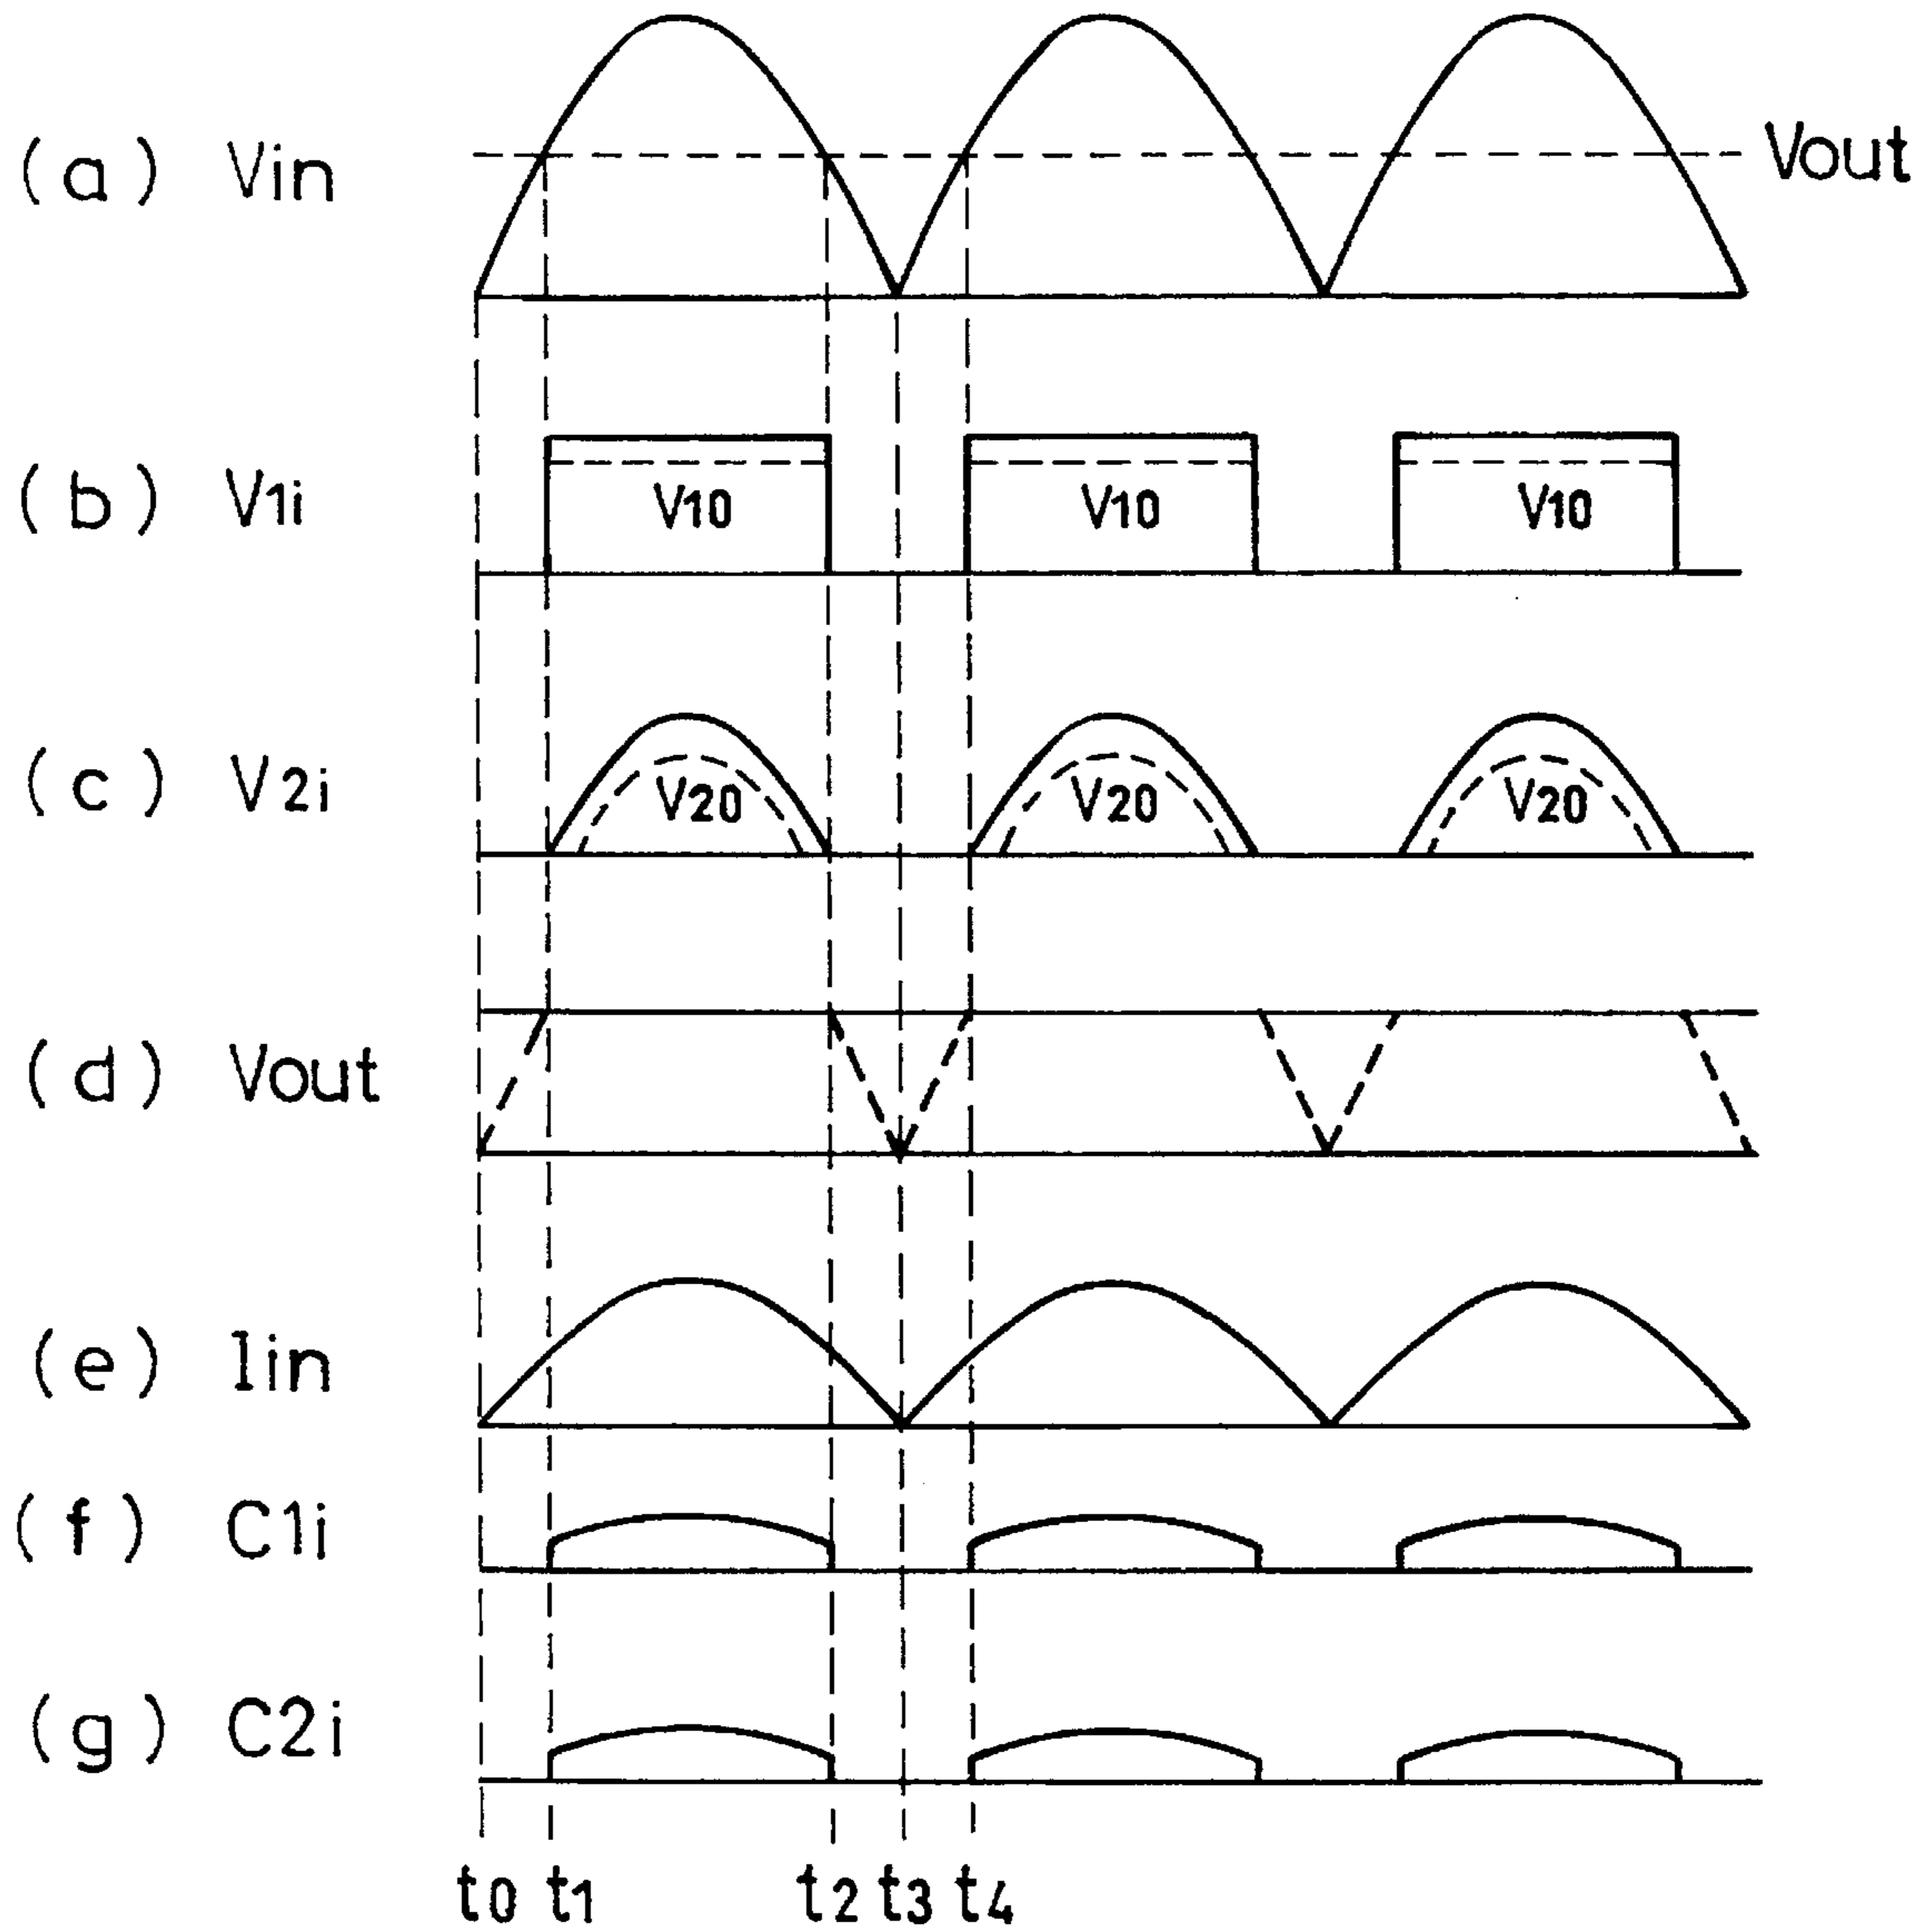 (a) Vin Vout
(b) V1i V10 V10 V10
(c) V2i V20 V20 V20
(d) Vout
(e) Iin
(f) C1i
(g) C2i
t0 t1 t2 t3 t4